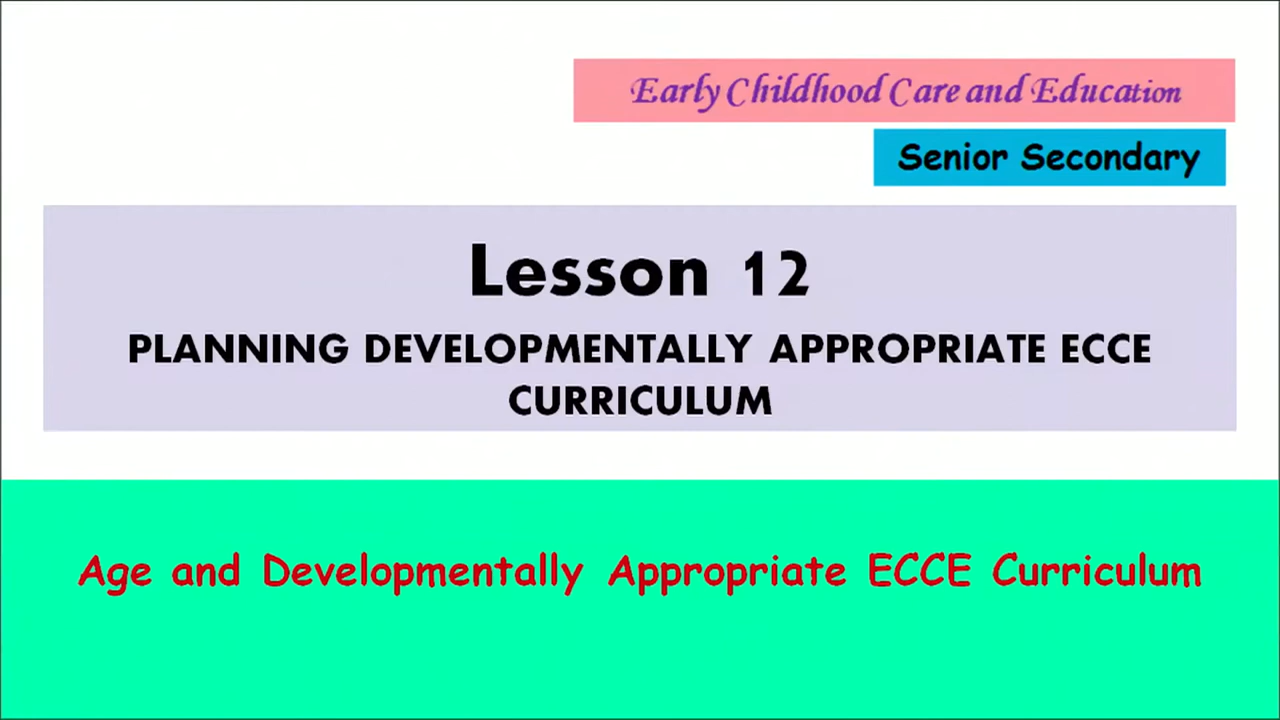 Early Childhood Care and Education
Senior Secondary
Lesson 12
PLANNING DEVELOPMENTALLY APPROPRIATE ECCE
CURRICULUM
Age and Developmentally Appropriate ECCE Curriculum